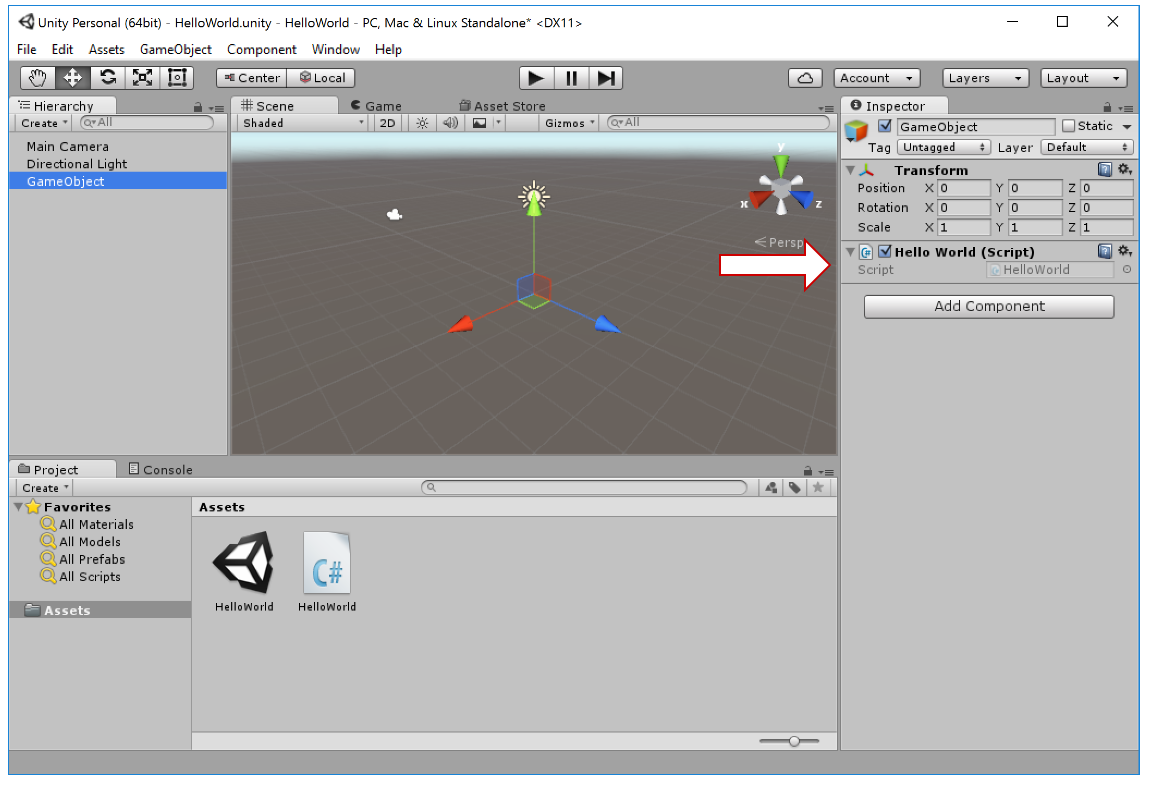 Unity Personal (64bit) - HelloWorld.unity - HelloWorld - PC, Mac & Linux Standalone* <DX11>
File Edit Assets GameObject Component Window Help
Center Local Account Layers Layout
Hierarchy
Create All
Main Camera
Directional Light
GameObject
Scene Game Asset Store
Shaded 2D Gizmos All
y
x z
Persp
Inspector
GameObject Static
Tag Untagged Layer Default
Transform
Position X 0 Y 0 Z 0
Rotation X 0 Y 0 Z 0
Scale X 1 Y 1 Z 1
C# Hello World (Script)
Script HelloWorld
Add Component
Project Console
Create
Favorites
All Materials
All Models
All Prefabs
All Scripts
Assets
Assets
C#
HelloWorld HelloWorld